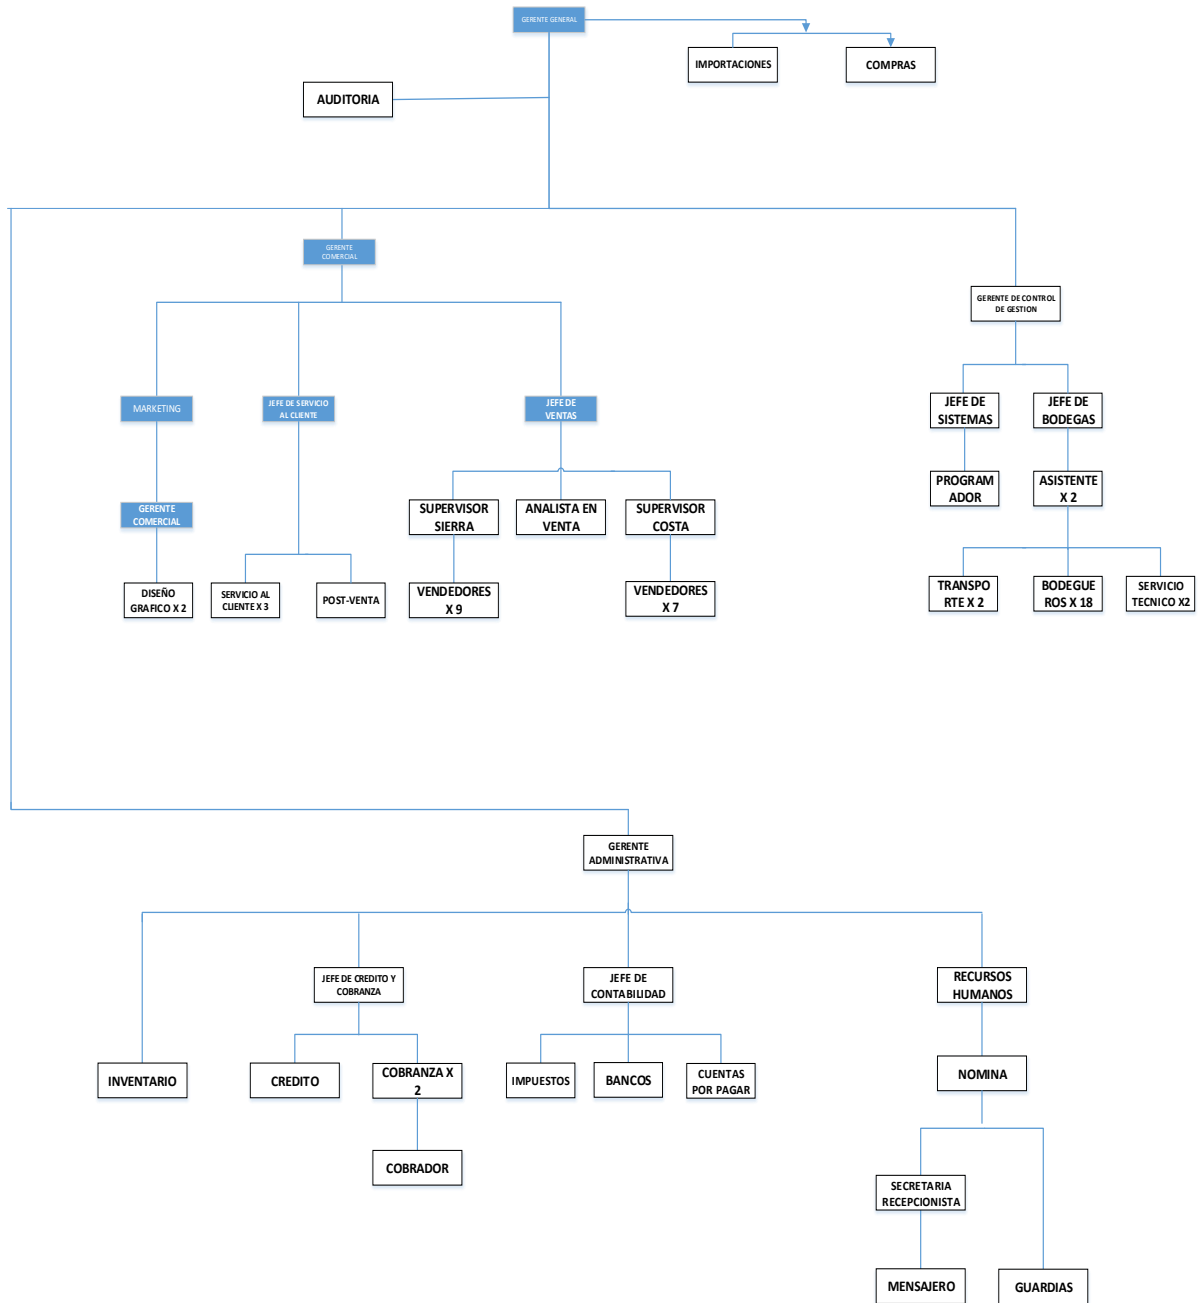 GERENTE GENERAL
IMPORTACIONES
COMPRAS
AUDITORIA
GERENTE
COMERCIAL
GERENTE DE CONTROL
DE GESTION
MARKETING
JEFE DE SERVICIO
AL CLIENTE
JEFE DE
VENTAS
JEFE DE
SISTEMAS
JEFE DE
BODEGAS
GERENTE
COMERCIAL
SUPERVISOR
SIERRA
ANALISTA EN
VENTA
SUPERVISOR
COSTA
PROGRAM
ADOR
ASISTENTE
X 2
DISEÑO
GRAFICO X 2
SERVICIO AL
CLIENTE X 3
POST-VENTA
VENDEDORES
X 9
VENDEDORES
X 7
TRANSPO
RTE X 2
BODEGUE
ROS X 18
SERVICIO
TECNICO X2
GERENTE
ADMINISTRATIVA
JEFE DE CREDITO Y
COBRANZA
JEFE DE
CONTABILIDAD
RECURSOS
HUMANOS
INVENTARIO
CREDITO
COBRANZA X
2
IMPUESTOS
BANCOS
CUENTAS
POR PAGAR
NOMINA
COBRADOR
SECRETARIA
RECEPCIONISTA
MENSAJERO
GUARDIAS